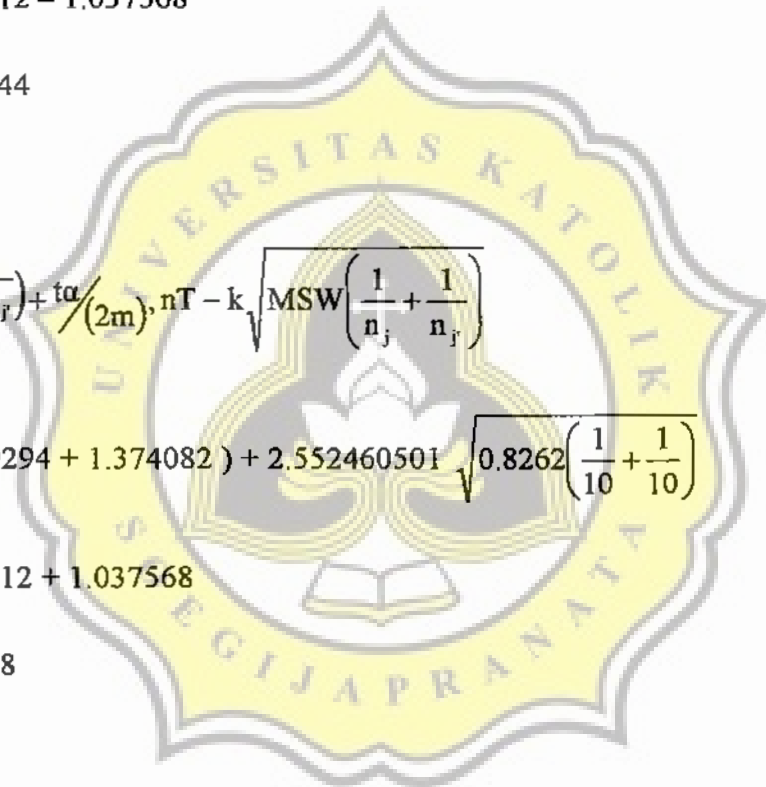 12 − 1.037568
44
j') + tα/(2m), nT − k √MSW(1/nj + 1/nj')
294 + 1.374082 ) + 2.552460501 √0.8262(1/10 + 1/10)
12 + 1.037568
8
UNIVERSITAS KATOLIK
SOEGIJAPRANATA